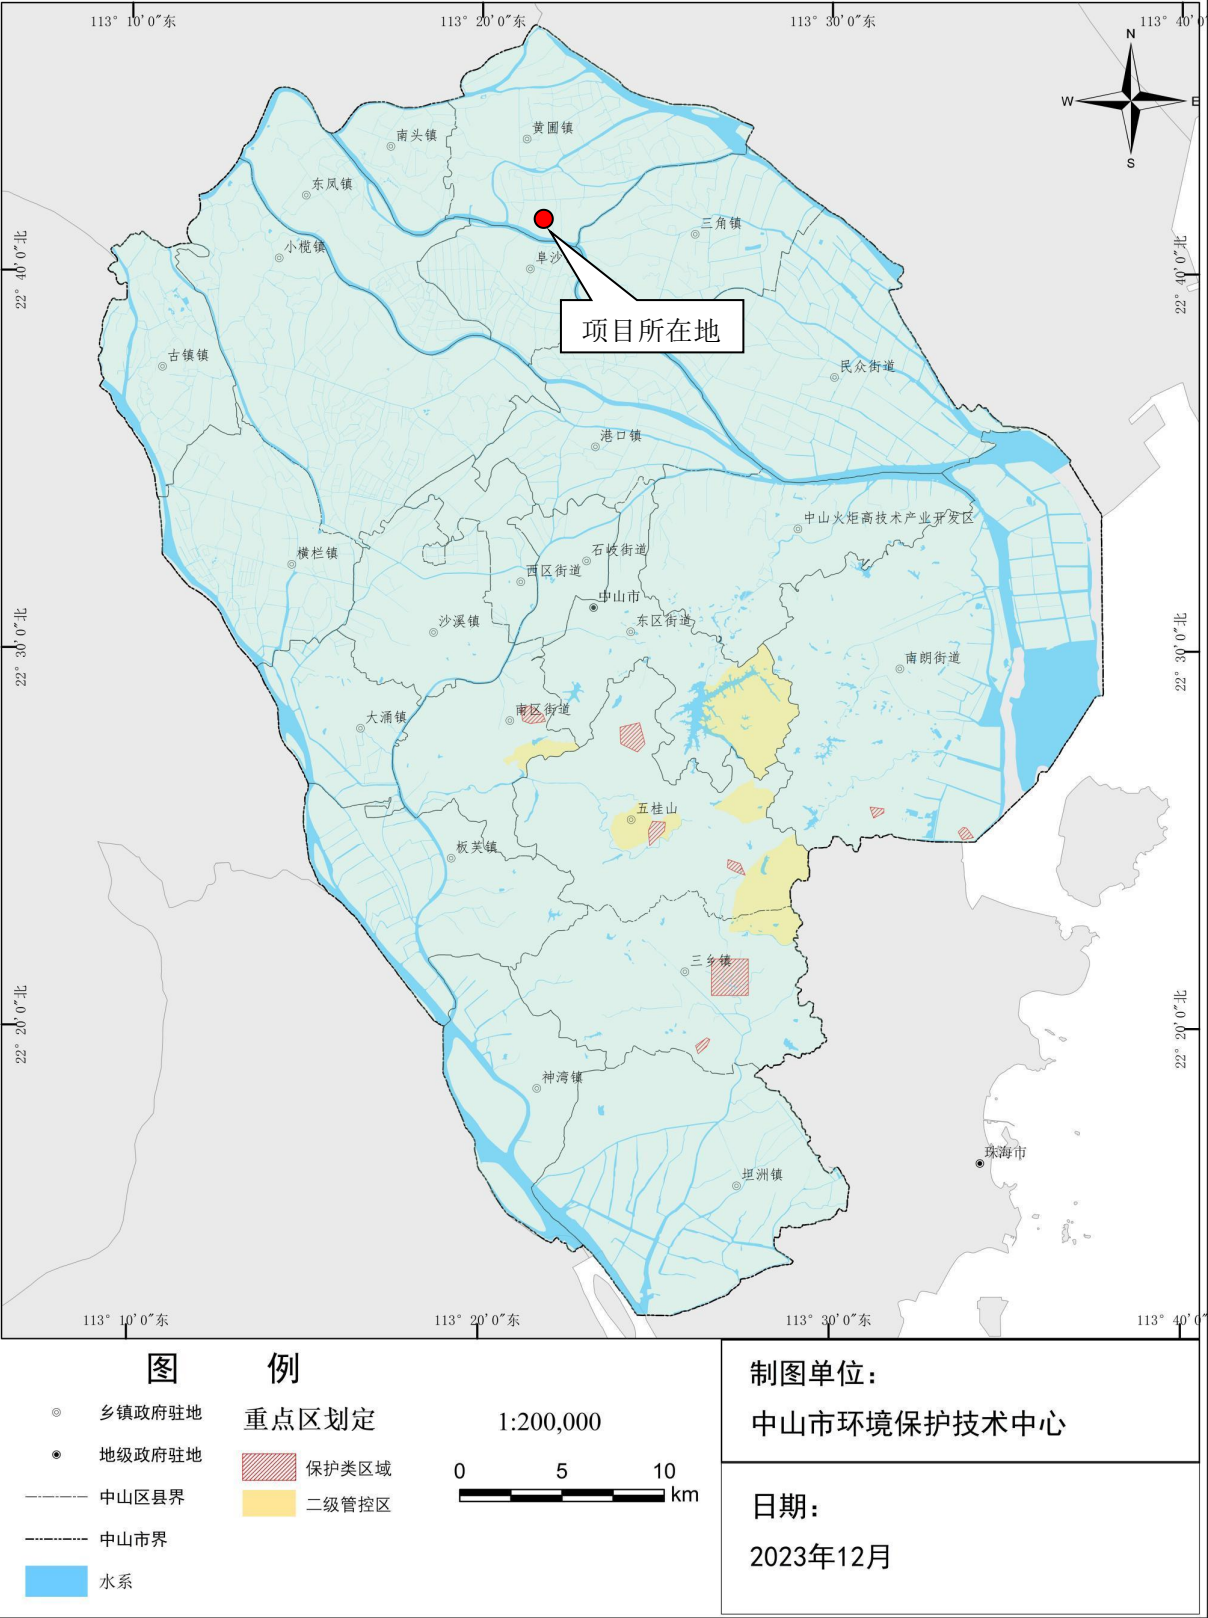 113° 10′0″东
113° 20′0″东
113° 30′0″东
113° 40′0″
N
W
E
S
22° 40′0″北
22° 30′0″北
22° 20′0″北
22° 40′0″北
22° 30′0″北
22° 20′0″北
南头镇
黄圃镇
东凤镇
三角镇
小榄镇
阜沙
项目所在地
古镇镇
民众街道
港口镇
中山火炬高技术产业开发区
横栏镇
石岐街道
西区街道
中山市
沙溪镇
东区街道
南朗街道
大涌镇
南区街道
五桂山
板芙镇
三乡镇
神湾镇
珠海市
坦洲镇
113° 10′0″东
113° 20′0″东
113° 30′0″东
113° 40′0″
图 例
乡镇政府驻地
地级政府驻地
中山区县界
中山市界
水系
重点区划定
保护类区域
二级管控区
1:200,000
0 5 10
km
制图单位：
中山市环境保护技术中心
日期：
2023年12月